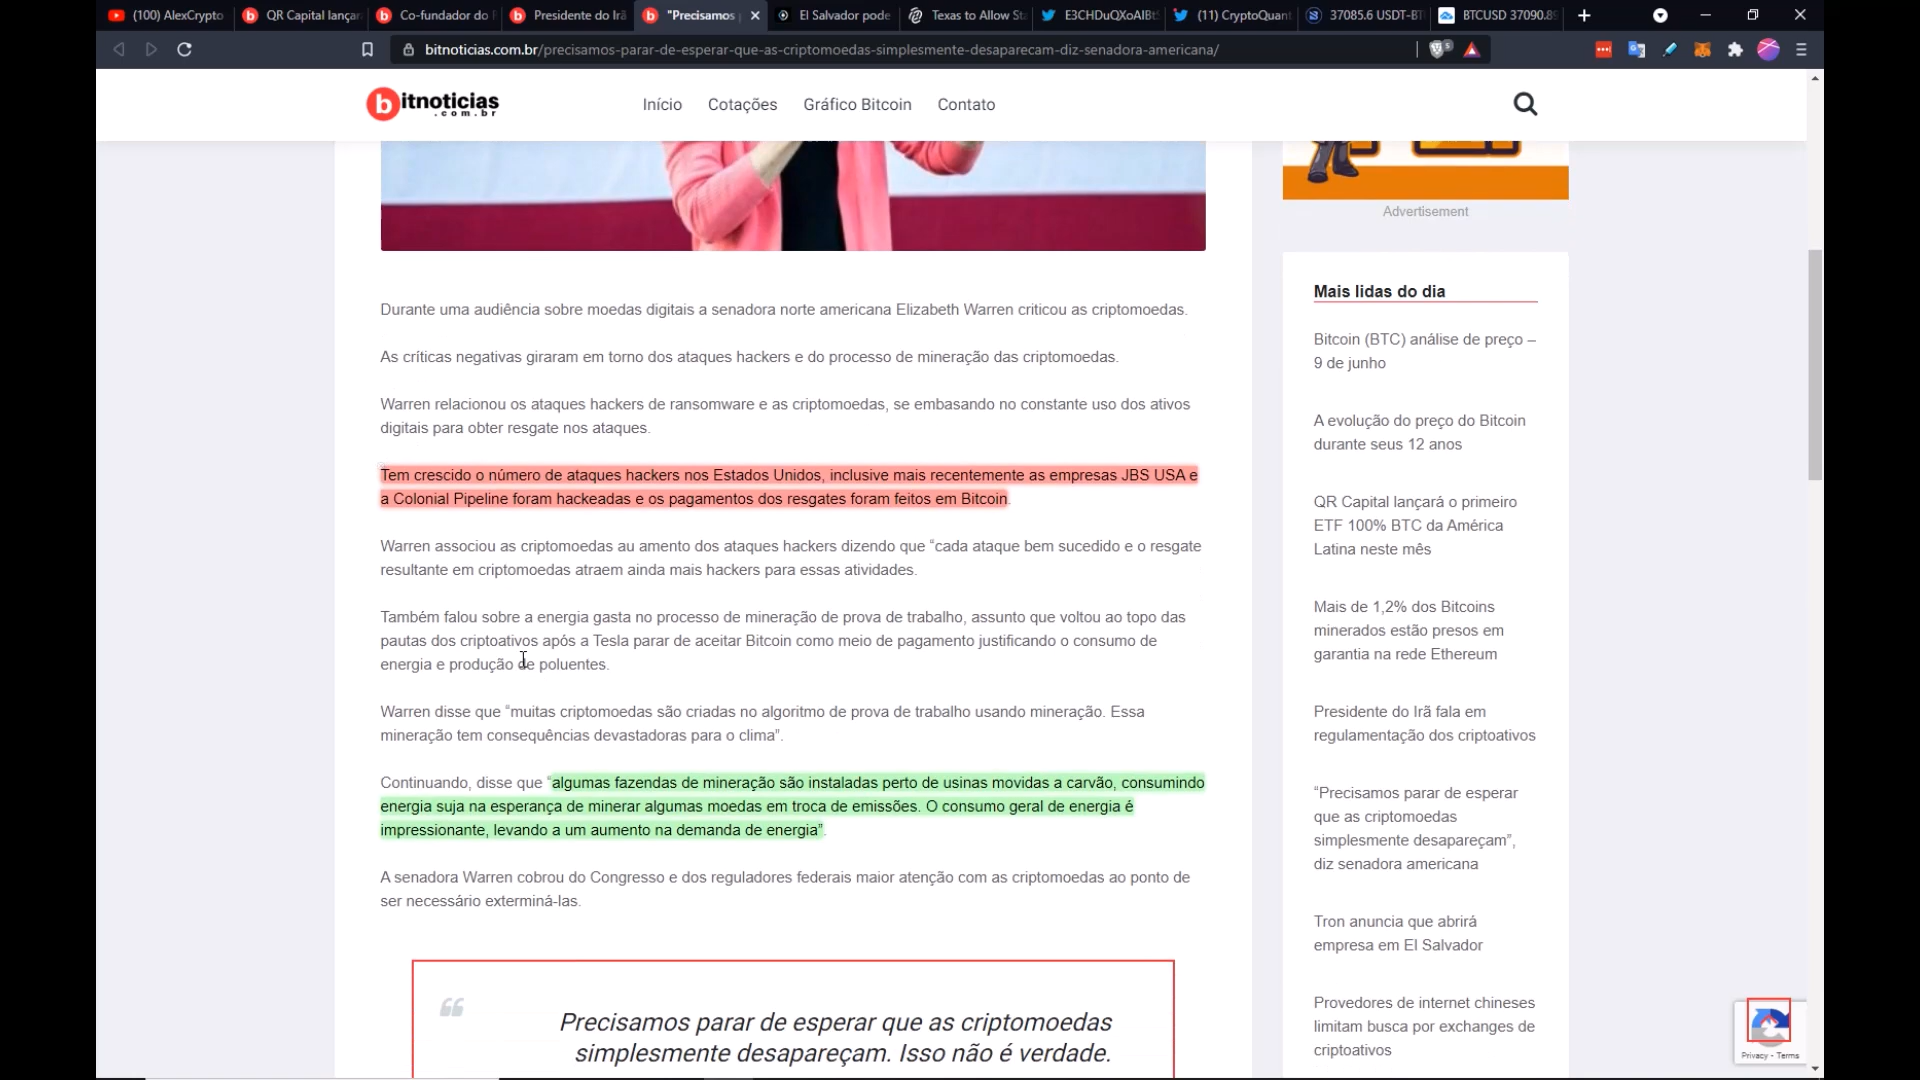 (100) AlexCrypto
QR Capital lançar
Co-fundador do
Presidente do Irã
"Precisamos
El Salvador pode
Texas to Allow St
E3CHDuQXoAIBt
(11) CryptoQuant
37085.6 USDT-BT
BTCUSD 37090.8
bitnoticias.com.br/precisamos-parar-de-esperar-que-as-criptomoedas-simplesmente-desaparecam-diz-senadora-americana/
bitnoticias
.com.br
Início
Cotações
Gráfico Bitcoin
Contato
Durante uma audiência sobre moedas digitais a senadora norte americana Elizabeth Warren criticou as criptomoedas.
As críticas negativas giraram em torno dos ataques hackers e do processo de mineração das criptomoedas.
Warren relacionou os ataques hackers de ransomware e as criptomoedas, se embasando no constante uso dos ativos
digitais para obter resgate nos ataques.
Tem crescido o número de ataques hackers nos Estados Unidos, inclusive mais recentemente as empresas JBS USA e
a Colonial Pipeline foram hackeadas e os pagamentos dos resgates foram feitos em Bitcoin.
Warren associou as criptomoedas au amento dos ataques hackers dizendo que “cada ataque bem sucedido e o resgate
resultante em criptomoedas atraem ainda mais hackers para essas atividades.
Também falou sobre a energia gasta no processo de mineração de prova de trabalho, assunto que voltou ao topo das
pautas dos criptoativos após a Tesla parar de aceitar Bitcoin como meio de pagamento justificando o consumo de
energia e produção de poluentes.
Warren disse que “muitas criptomoedas são criadas no algoritmo de prova de trabalho usando mineração. Essa
mineração tem consequências devastadoras para o clima”.
Continuando, disse que “algumas fazendas de mineração são instaladas perto de usinas movidas a carvão, consumindo
energia suja na esperança de minerar algumas moedas em troca de emissões. O consumo geral de energia é
impressionante, levando a um aumento na demanda de energia”.
A senadora Warren cobrou do Congresso e dos reguladores federais maior atenção com as criptomoedas ao ponto de
ser necessário exterminá-las.
Precisamos parar de esperar que as criptomoedas
simplesmente desapareçam. Isso não é verdade.
Advertisement
Mais lidas do dia
Bitcoin (BTC) análise de preço –
9 de junho
A evolução do preço do Bitcoin
durante seus 12 anos
QR Capital lançará o primeiro
ETF 100% BTC da América
Latina neste mês
Mais de 1,2% dos Bitcoins
minerados estão presos em
garantia na rede Ethereum
Presidente do Irã fala em
regulamentação dos criptoativos
“Precisamos parar de esperar
que as criptomoedas
simplesmente desapareçam”,
diz senadora americana
Tron anuncia que abrirá
empresa em El Salvador
Provedores de internet chineses
limitam busca por exchanges de
criptoativos
Privacy - Terms